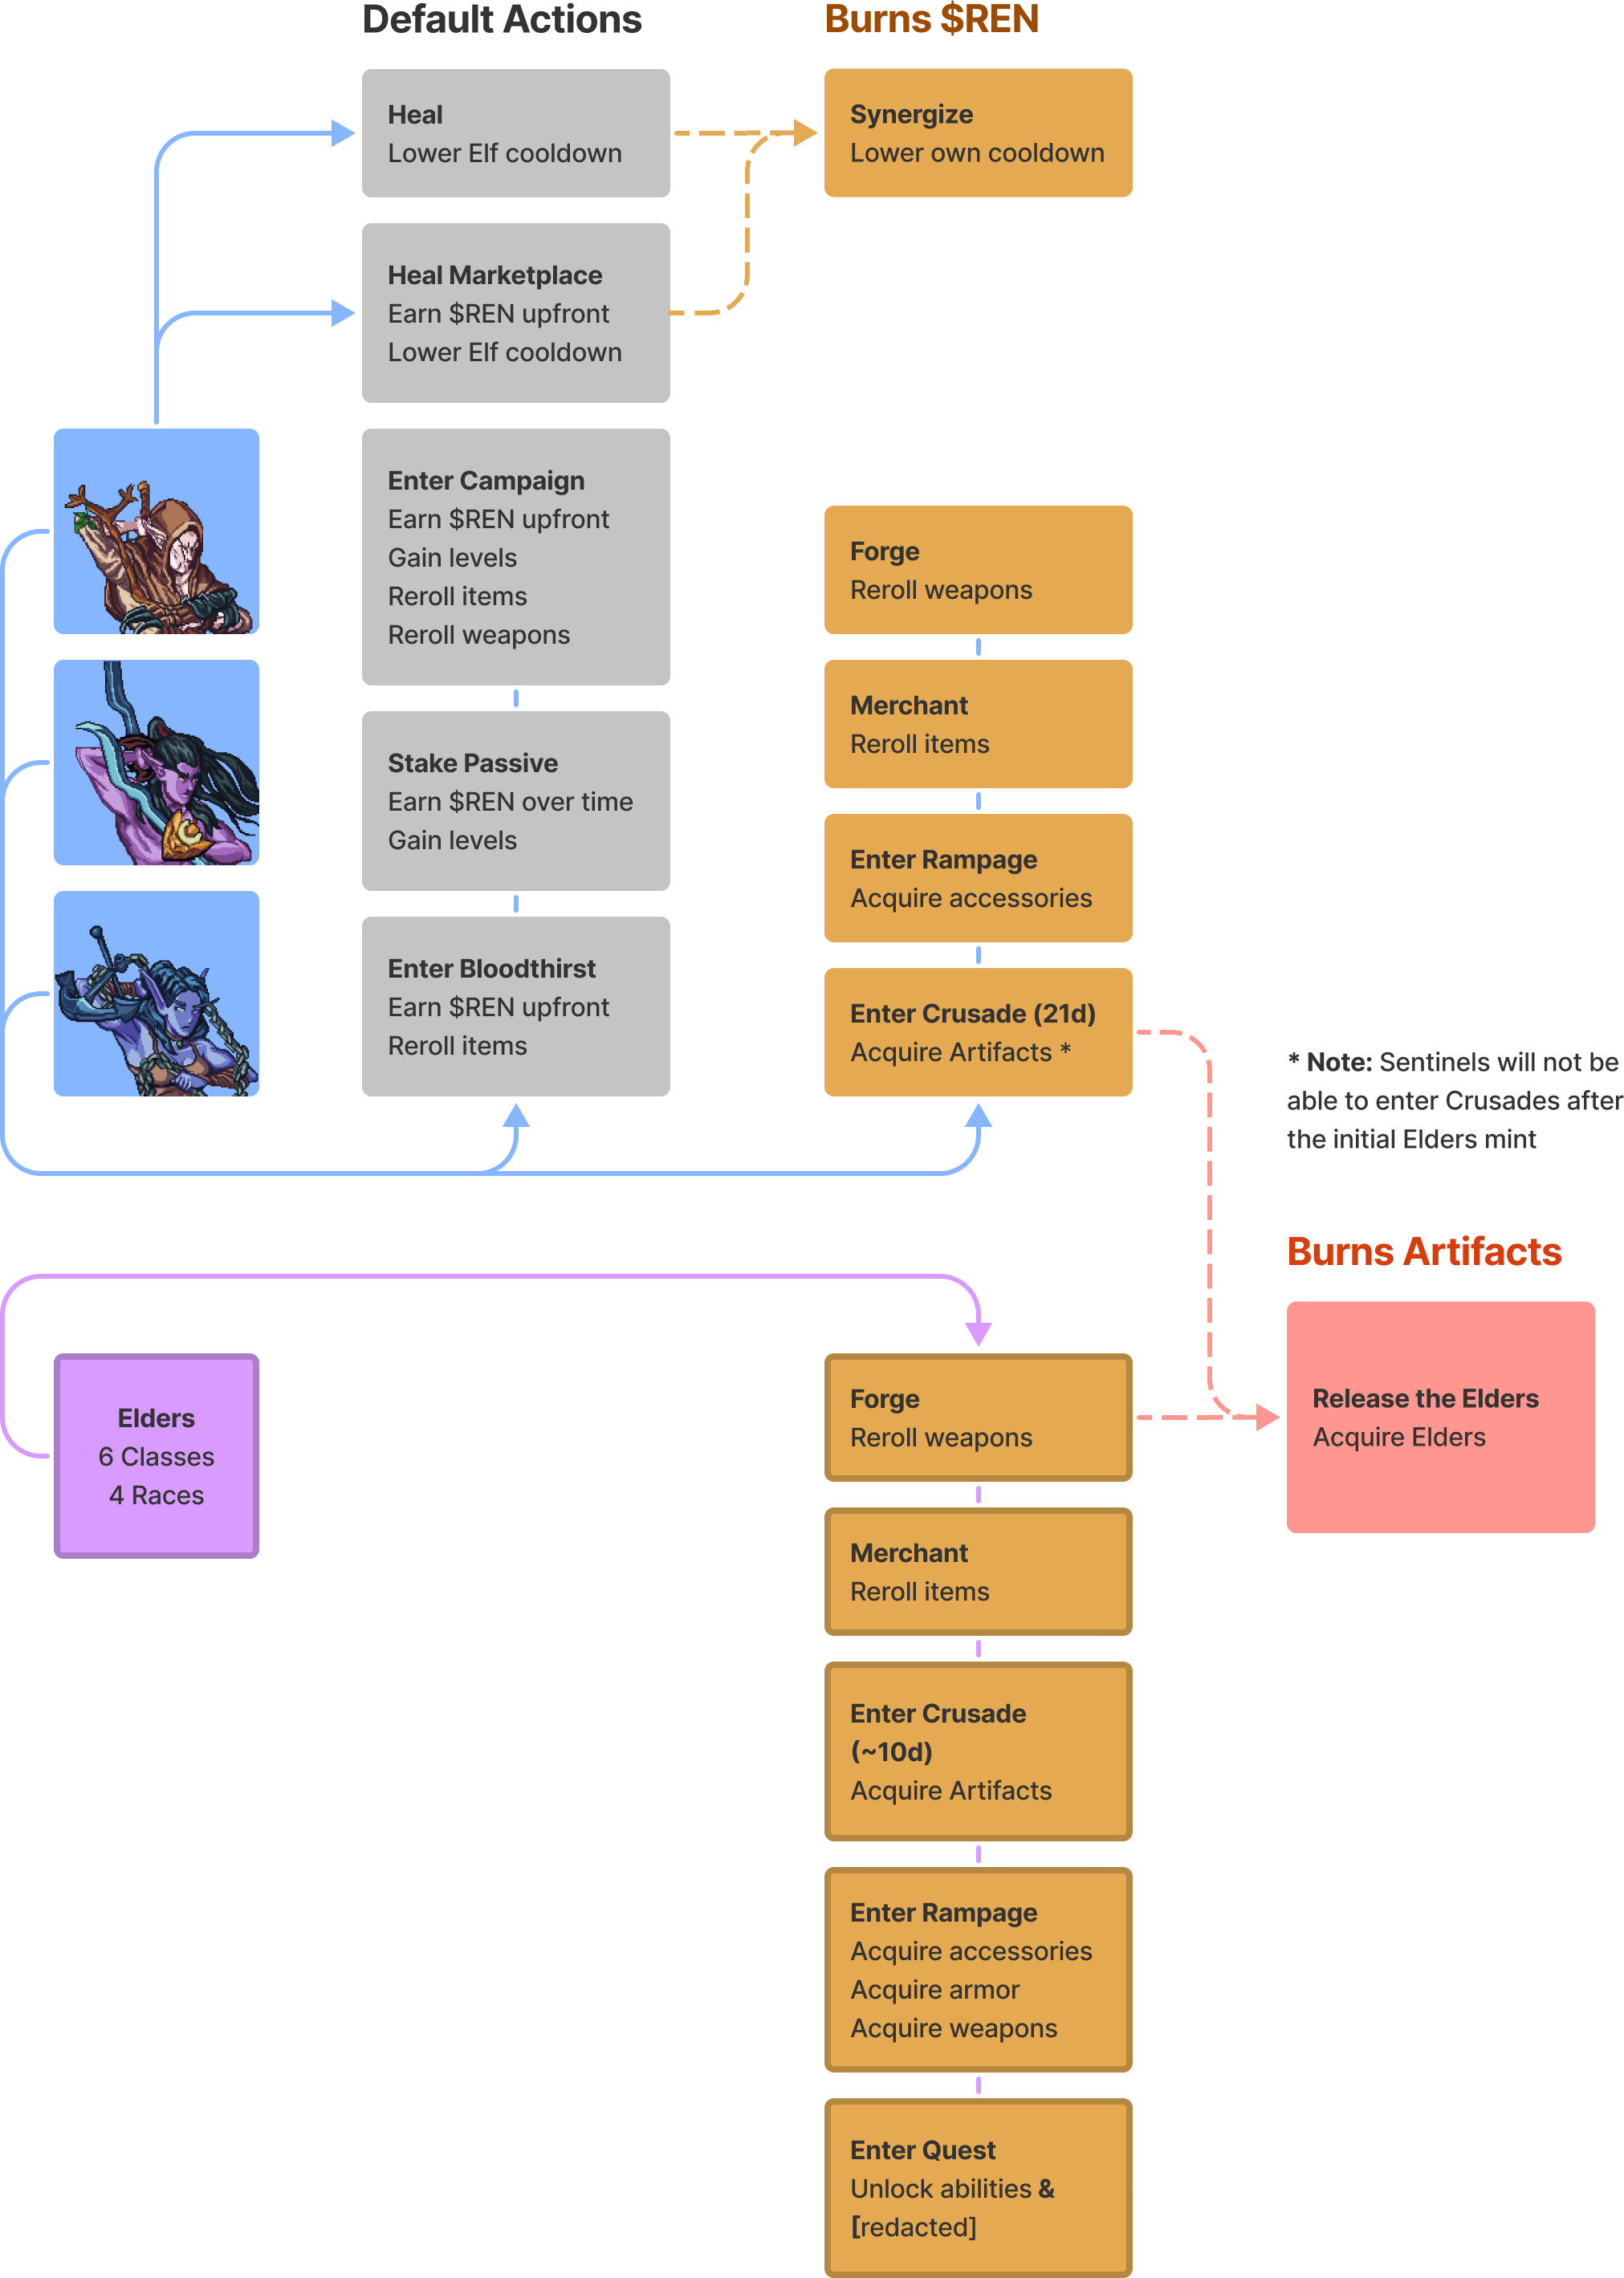 Default Actions
Burns $REN
Heal
Lower Elf cooldown
Synergize
Lower own cooldown
Heal Marketplace
Earn $REN upfront
Lower Elf cooldown
Enter Campaign
Earn $REN upfront
Gain levels
Reroll items
Reroll weapons
Stake Passive
Earn $REN over time
Gain levels
Enter Bloodthirst
Earn $REN upfront
Reroll items
Forge
Reroll weapons
Merchant
Reroll items
Enter Rampage
Acquire accessories
Enter Crusade (21d)
Acquire Artifacts *
* Note: Sentinels will not be
able to enter Crusades after
the initial Elders mint
Burns Artifacts
Release the Elders
Acquire Elders
Elders
6 Classes
4 Races
Forge
Reroll weapons
Merchant
Reroll items
Enter Crusade
(~10d)
Acquire Artifacts
Enter Rampage
Acquire accessories
Acquire armor
Acquire weapons
Enter Quest
Unlock abilities &
[redacted]